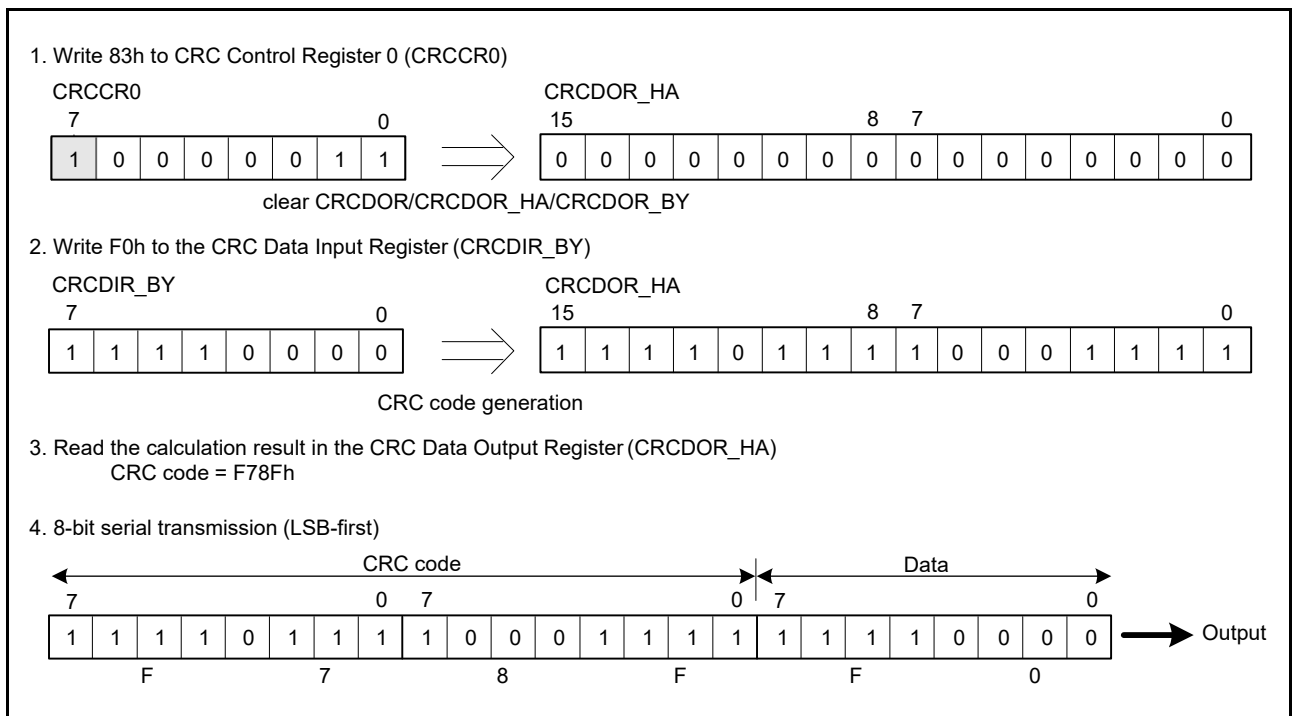 1. Write 83h to CRC Control Register 0 (CRCCR0)
CRCCR0 CRCDOR_HA
7 0 15 8 7 0
1 0 0 0 0 0 1 1 0 0 0 0 0 0 0 0 0 0 0 0 0 0 0 0
clear CRCDOR/CRCDOR_HA/CRCDOR_BY
2. Write F0h to the CRC Data Input Register (CRCDIR_BY)
CRCDIR_BY CRCDOR_HA
7 0 15 8 7 0
1 1 1 1 0 0 0 0 1 1 1 1 0 1 1 1 1 0 0 0 1 1 1 1
CRC code generation
3. Read the calculation result in the CRC Data Output Register (CRCDOR_HA)
CRC code = F78Fh
4. 8-bit serial transmission (LSB-first)
CRC code Data
7 0 7 0 7 0
1 1 1 1 0 1 1 1 1 0 0 0 1 1 1 1 1 1 1 1 0 0 0 0 Output
F 7 8 F F 0